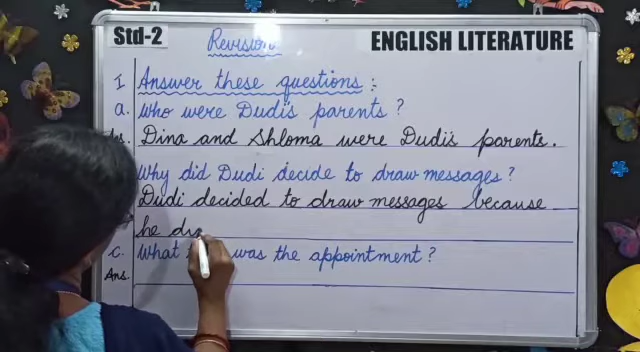 Std-2
Revision
ENGLISH LITERATURE
I Answer these questions :
a. Who were Dudi's parents ?
Dina and Shloma were Dudi's parents.
Why did Dudi decide to draw messages ?
Dudi decided to draw messages because
he
c. What was the appointment ?
Ans.